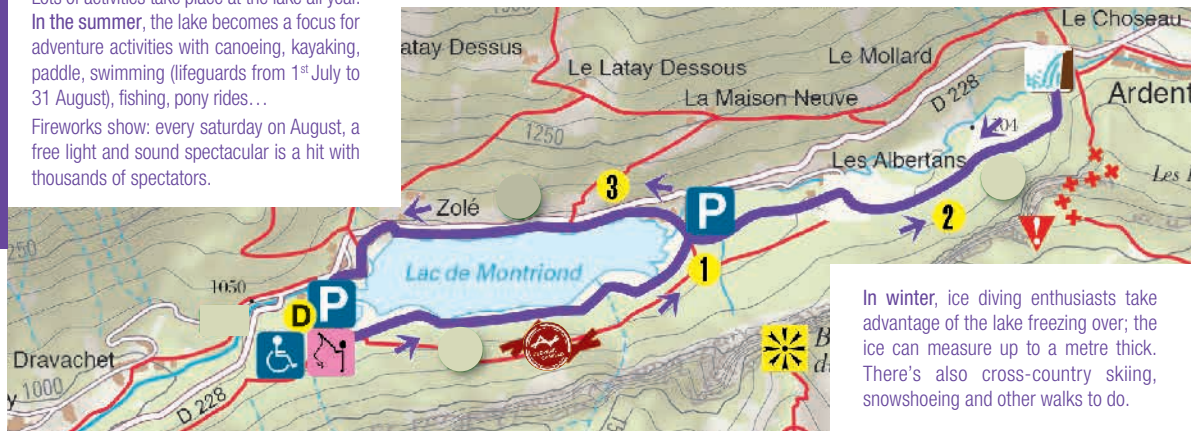 Lots of activities take place at the lake all year.
In the summer, the lake becomes a focus for
adventure activities with canoeing, kayaking,
paddle, swimming (lifeguards from 1st July to
31 August), fishing, pony rides…
Fireworks show: every saturday on August, a
free light and sound spectacular is a hit with
thousands of spectators.
Le Choseau
atay Dessus
Le Mollard
Le Latay Dessous
Ardent
La Maison Neuve
D 228
1250
204
Les Albertans
Les
3
Zolé
P
2
250
Lac de Montriond
1
1050
P
D
Dravachet
1000
D 228
B
d
In winter, ice diving enthusiasts take
advantage of the lake freezing over; the
ice can measure up to a metre thick.
There's also cross-country skiing,
snowshoeing and other walks to do.